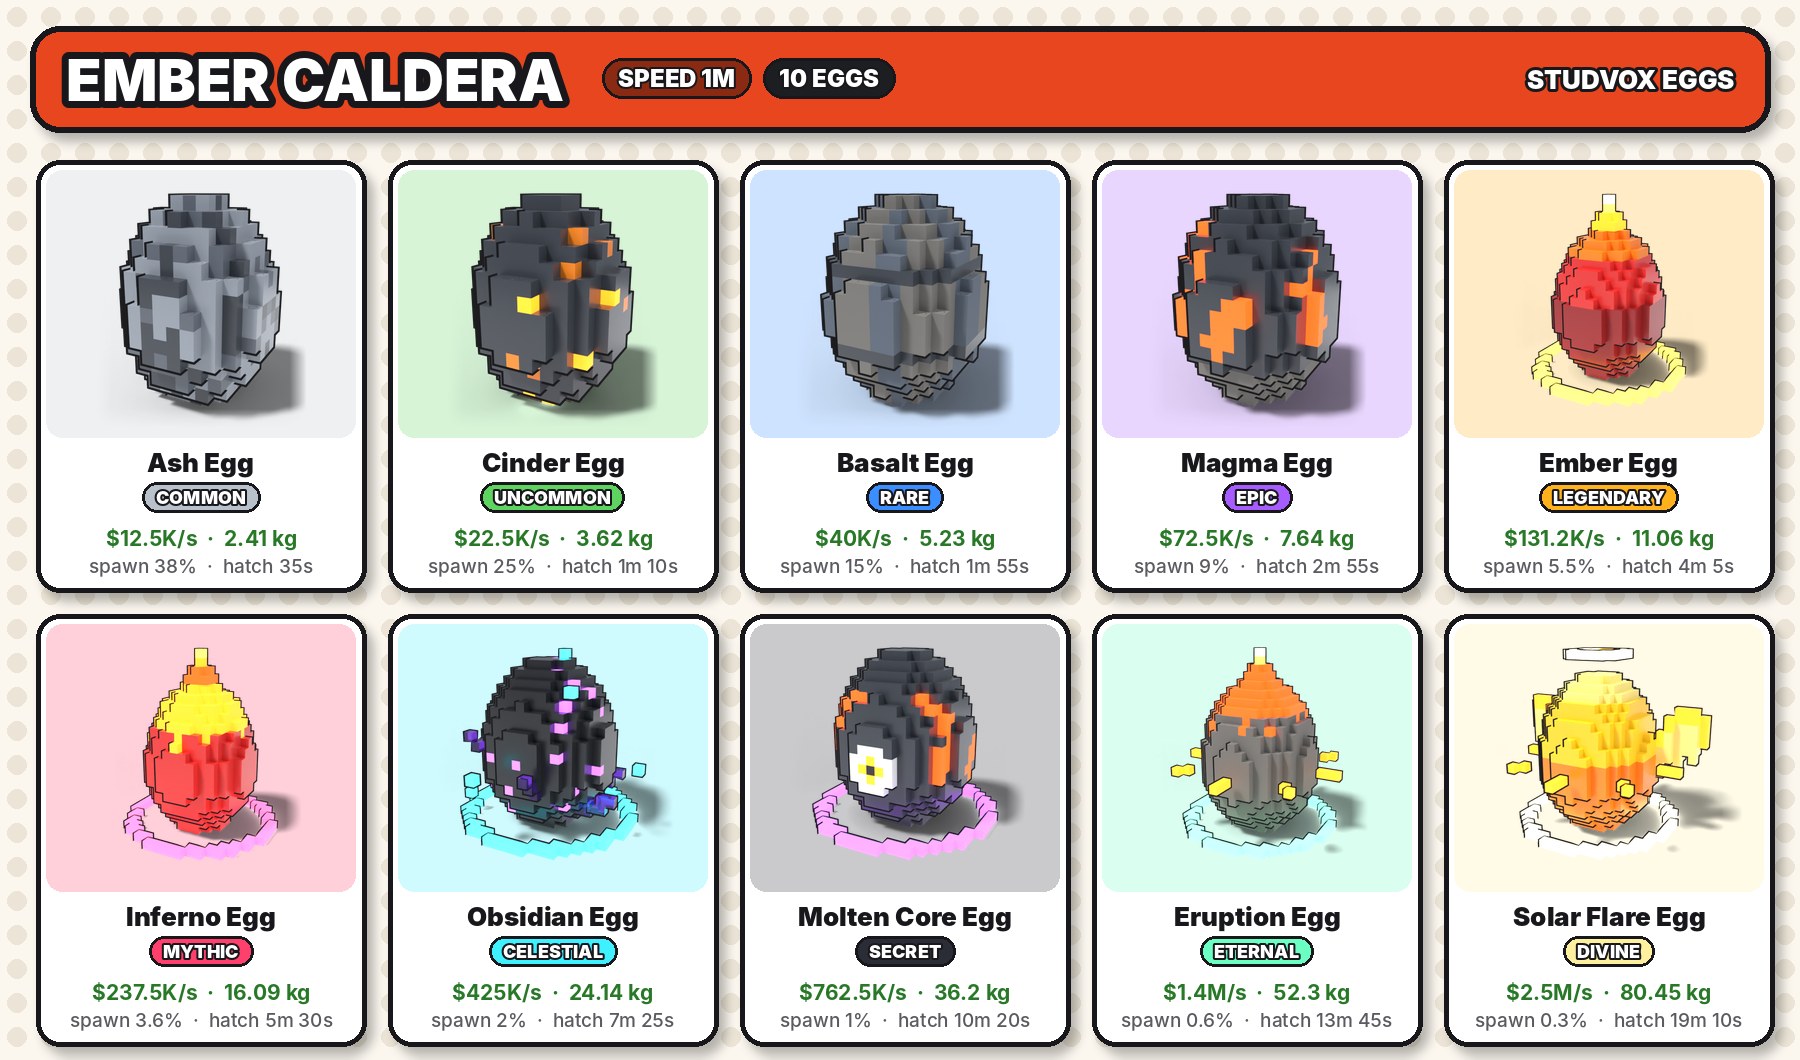 EMBER CALDERA
SPEED 1M
10 EGGS
STUDVOX EGGS
Ash Egg
COMMON
$12.5K/s · 2.41 kg
spawn 38% · hatch 35s
Cinder Egg
UNCOMMON
$22.5K/s · 3.62 kg
spawn 25% · hatch 1m 10s
Basalt Egg
RARE
$40K/s · 5.23 kg
spawn 15% · hatch 1m 55s
Magma Egg
EPIC
$72.5K/s · 7.64 kg
spawn 9% · hatch 2m 55s
Ember Egg
LEGENDARY
$131.2K/s · 11.06 kg
spawn 5.5% · hatch 4m 5s
Inferno Egg
MYTHIC
$237.5K/s · 16.09 kg
spawn 3.6% · hatch 5m 30s
Obsidian Egg
CELESTIAL
$425K/s · 24.14 kg
spawn 2% · hatch 7m 25s
Molten Core Egg
SECRET
$762.5K/s · 36.2 kg
spawn 1% · hatch 10m 20s
Eruption Egg
ETERNAL
$1.4M/s · 52.3 kg
spawn 0.6% · hatch 13m 45s
Solar Flare Egg
DIVINE
$2.5M/s · 80.45 kg
spawn 0.3% · hatch 19m 10s